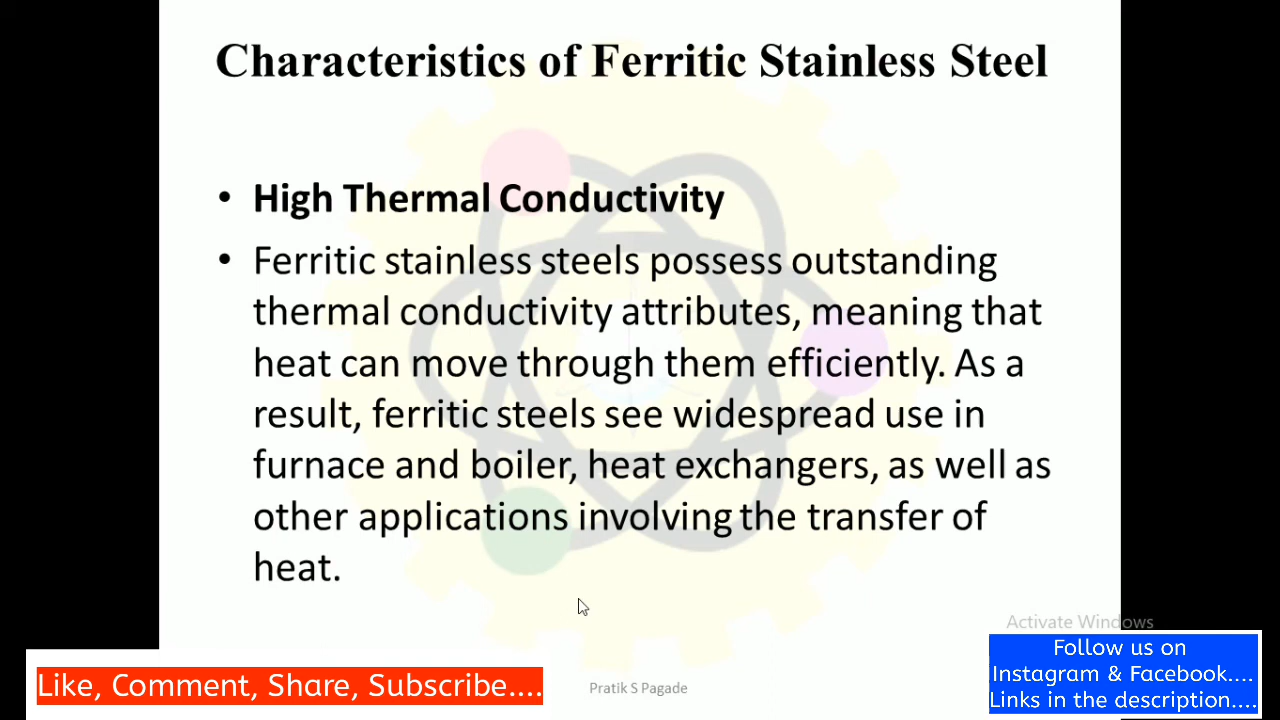 Characteristics of Ferritic Stainless Steel
• High Thermal Conductivity
• Ferritic stainless steels possess outstanding
thermal conductivity attributes, meaning that
heat can move through them efficiently. As a
result, ferritic steels see widespread use in
furnace and boiler, heat exchangers, as well as
other applications involving the transfer of
heat.
Activate Windows
Follow us on
Instagram & Facebook....
Links in the description....
Like, Comment, Share, Subscribe....
Pratik S Pagade